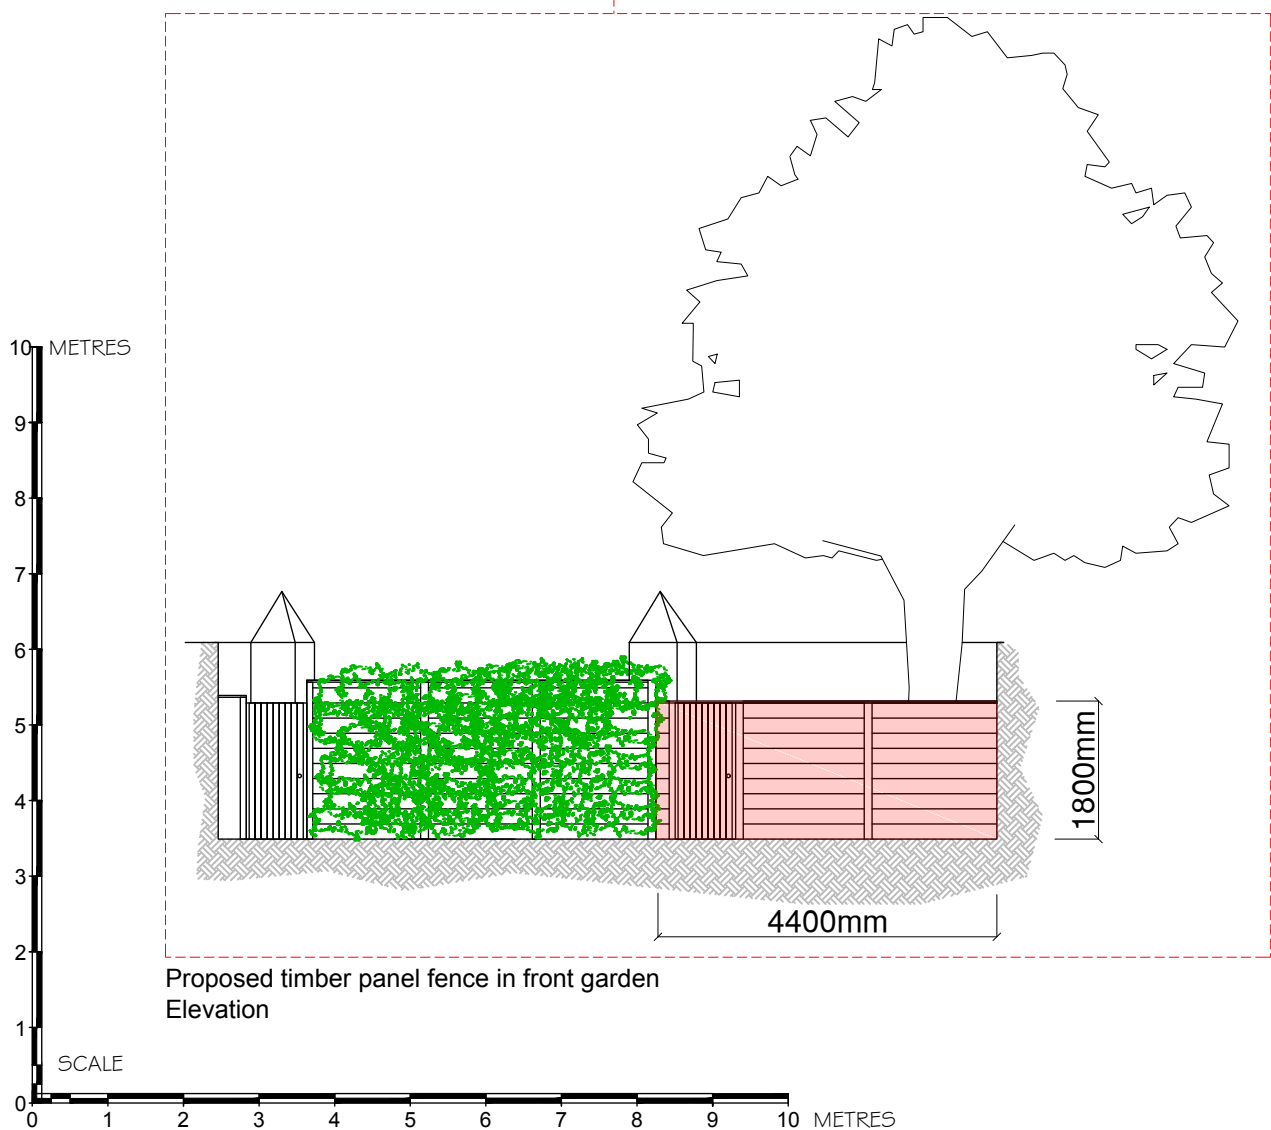 10 METRES
9
8
7
6
5
4
3
2
1
0
SCALE
1800mm
4400mm
Proposed timber panel fence in front garden
Elevation
0 1 2 3 4 5 6 7 8 9 10 METRES